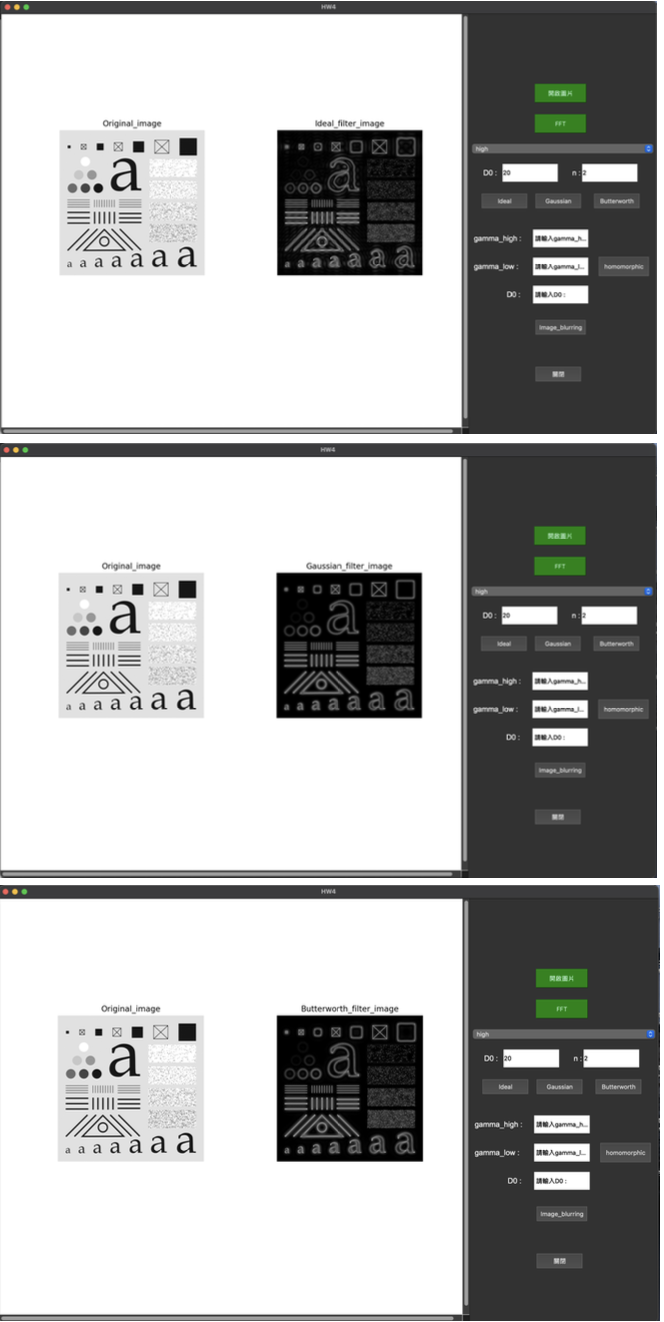 HW4
Original_image
Ideal_filter_image
a
a a a a a a a
開啟圖片
FFT
high
D0 : 20 n : 2
Ideal Gaussian Butterworth
gamma_high : 請輸入gamma_h...
gamma_low : 請輸入gamma_l... homomorphic
D0 : 請輸入D0 :
Image_blurring
關閉
HW4
Original_image
Gaussian_filter_image
a
a a a a a a a
開啟圖片
FFT
high
D0 : 20 n : 2
Ideal Gaussian Butterworth
gamma_high : 請輸入gamma_h...
gamma_low : 請輸入gamma_l... homomorphic
D0 : 請輸入D0 :
Image_blurring
關閉
HW4
Original_image
Butterworth_filter_image
a
a a a a a a a
開啟圖片
FFT
high
D0 : 20 n : 2
Ideal Gaussian Butterworth
gamma_high : 請輸入gamma_h...
gamma_low : 請輸入gamma_l... homomorphic
D0 : 請輸入D0 :
Image_blurring
關閉